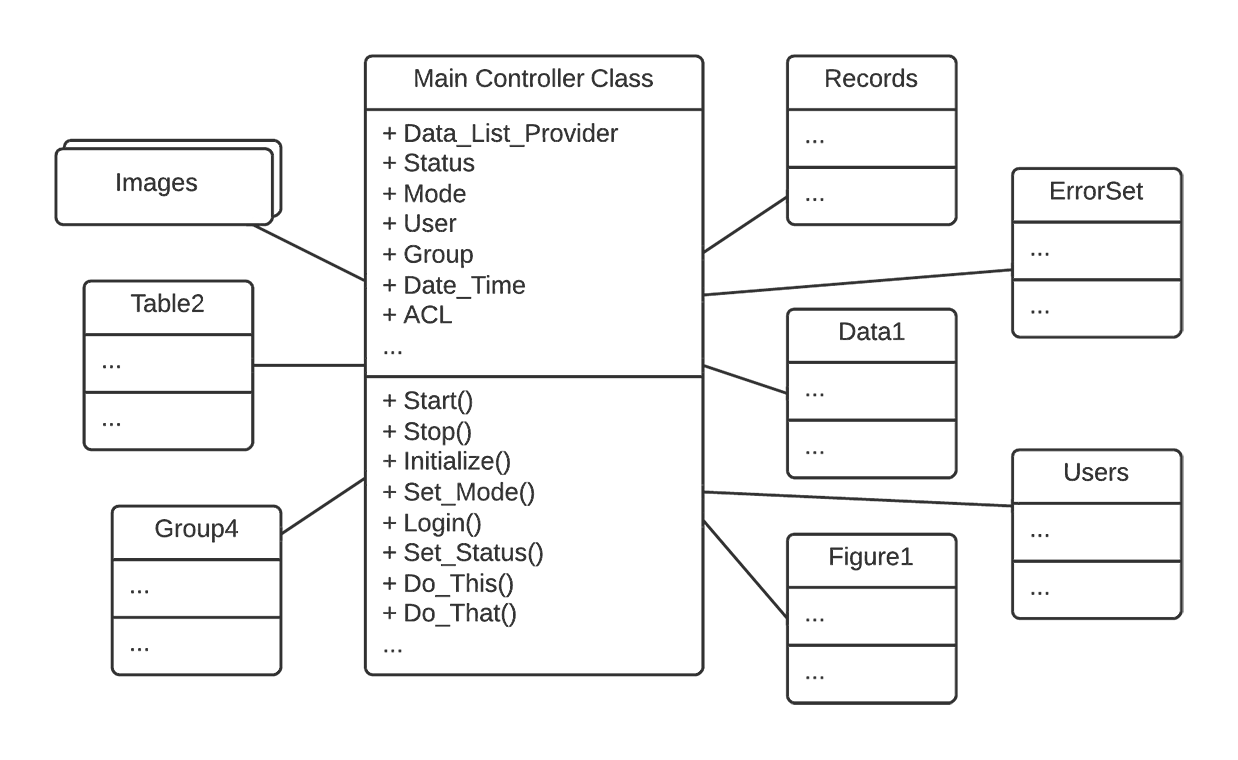 Main Controller Class
+ Data_List_Provider
+ Status
+ Mode
+ User
+ Group
+ Date_Time
+ ACL
...
+ Start()
+ Stop()
+ Initialize()
+ Set_Mode()
+ Login()
+ Set_Status()
+ Do_This()
+ Do_That()
...
Images
Table2
...
...
Group4
...
...
Records
...
...
ErrorSet
...
...
Data1
...
...
Users
...
...
Figure1
...
...